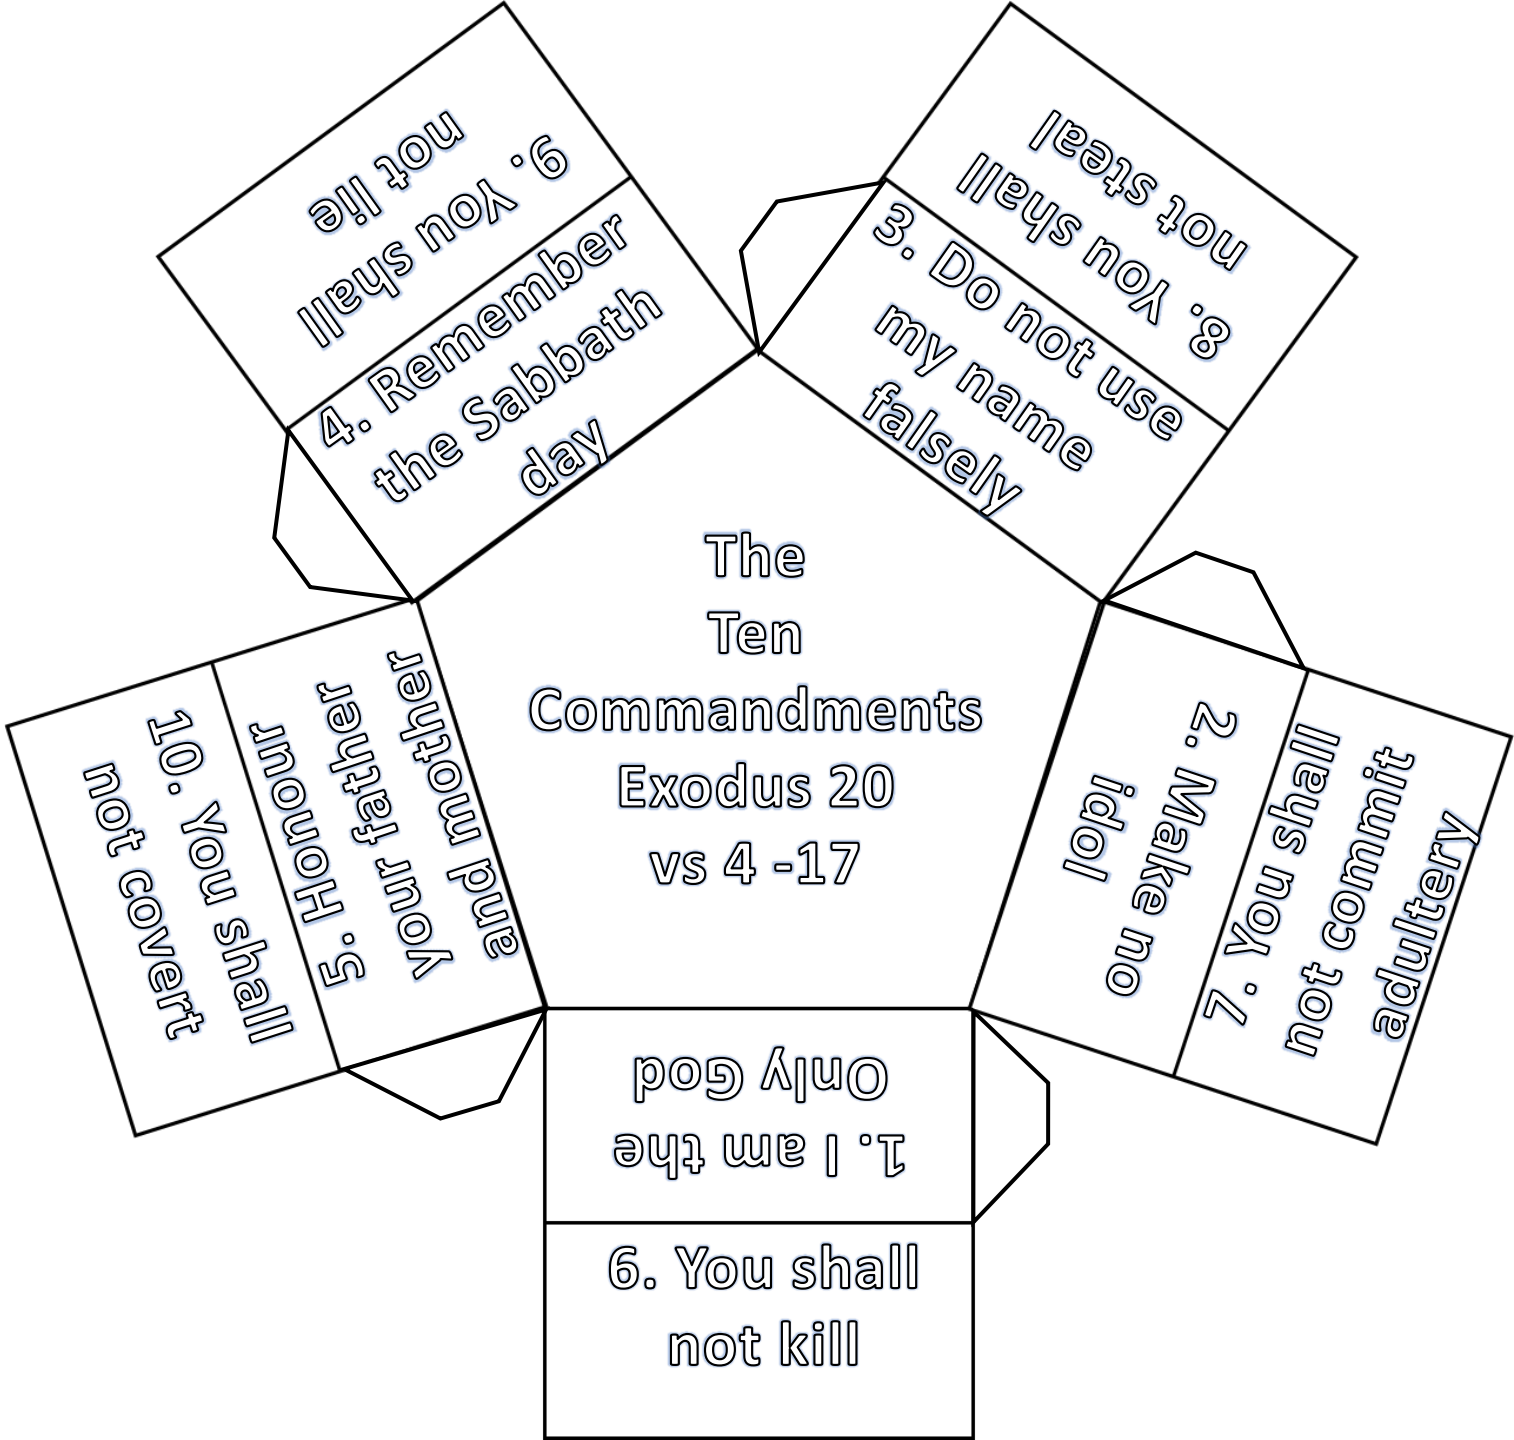 The
Ten
Commandments
Exodus 20
vs 4 -17
1. I am the
Only God
2. Make no
idol
3. Do not use
my name
falsely
4. Remember
the Sabbath
day
5. Honour
your father
and mother
6. You shall
not kill
7. You shall
not commit
adultery
8. You shall
not steal
9. You shall
not lie
10. You shall
not covert